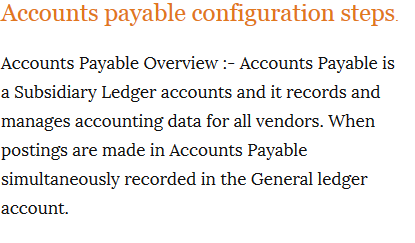 Accounts payable configuration steps.
Accounts Payable Overview :- Accounts Payable is
a Subsidiary Ledger accounts and it records and
manages accounting data for all vendors. When
postings are made in Accounts Payable
simultaneously recorded in the General ledger
account.